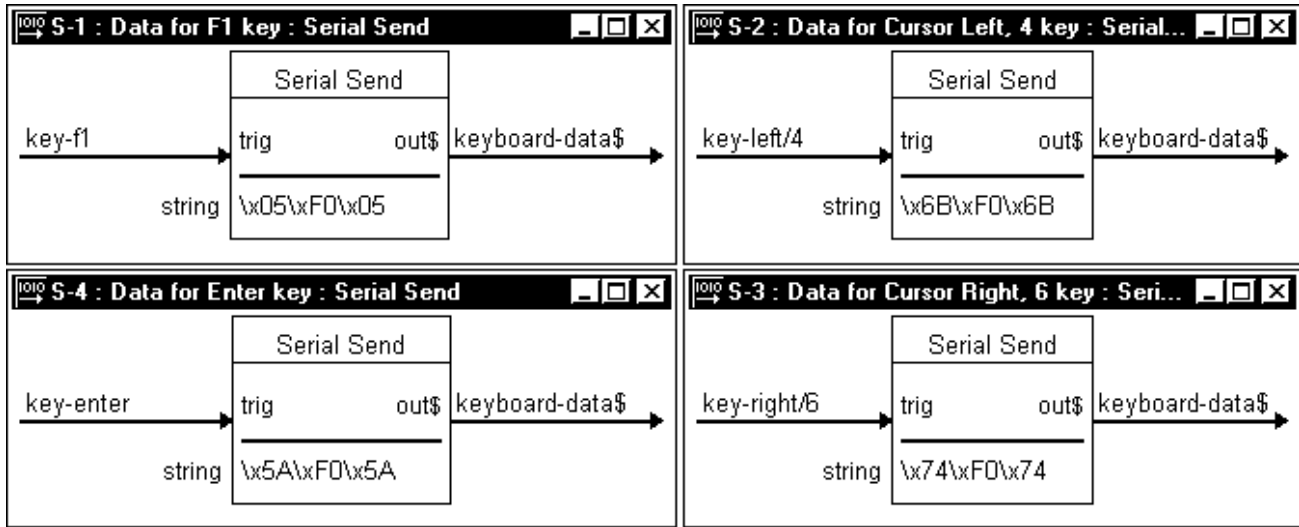 S-1 : Data for F1 key : Serial Send
Serial Send
key-f1
trig
out$
keyboard-data$
string
\x05\xF0\x05
S-2 : Data for Cursor Left, 4 key : Serial...
Serial Send
key-left/4
trig
out$
keyboard-data$
string
\x6B\xF0\x6B
S-4 : Data for Enter key : Serial Send
Serial Send
key-enter
trig
out$
keyboard-data$
string
\x5A\xF0\x5A
S-3 : Data for Cursor Right, 6 key : Seri...
Serial Send
key-right/6
trig
out$
keyboard-data$
string
\x74\xF0\x74